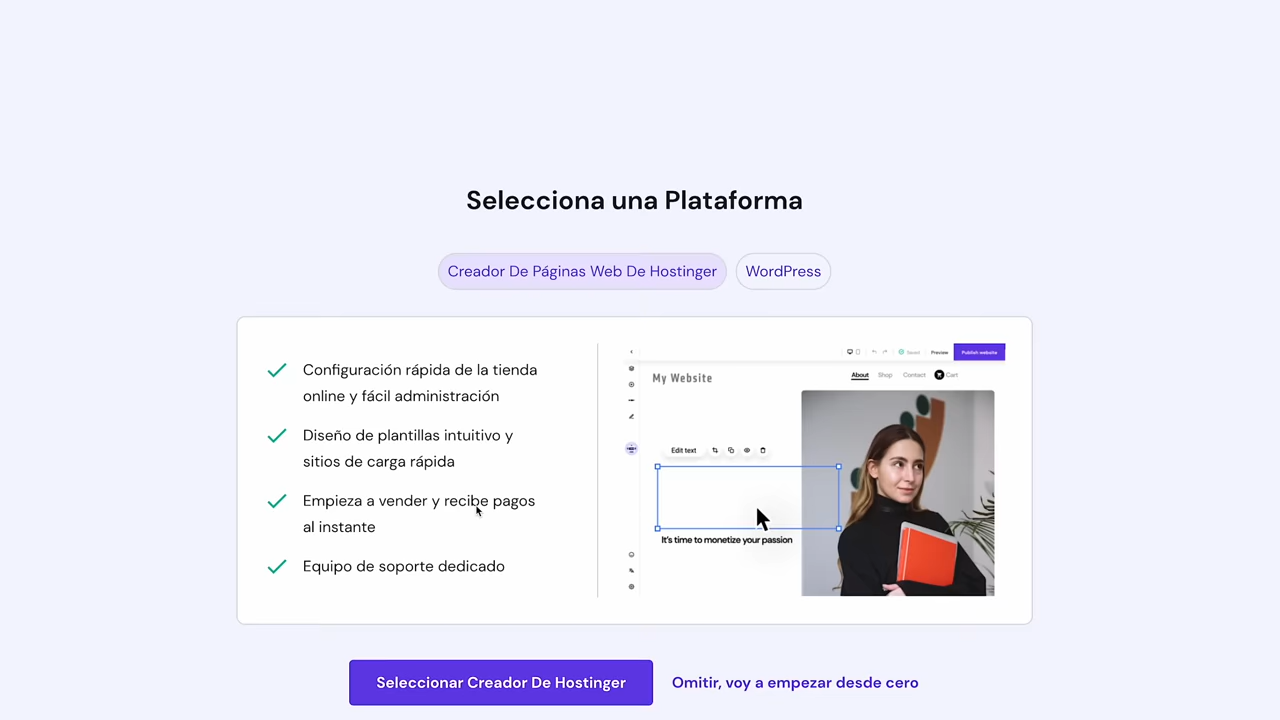 Selecciona una Plataforma
Creador De Páginas Web De Hostinger
WordPress
Configuración rápida de la tienda
online y fácil administración
Diseño de plantillas intuitivo y
sitios de carga rápida
Empieza a vender y recibe pagos
al instante
Equipo de soporte dedicado
Saved Preview Publish website
My Website
About Shop Contact Cart
Edit text
It's time to monetize your passion
Seleccionar Creador De Hostinger
Omitir, voy a empezar desde cero